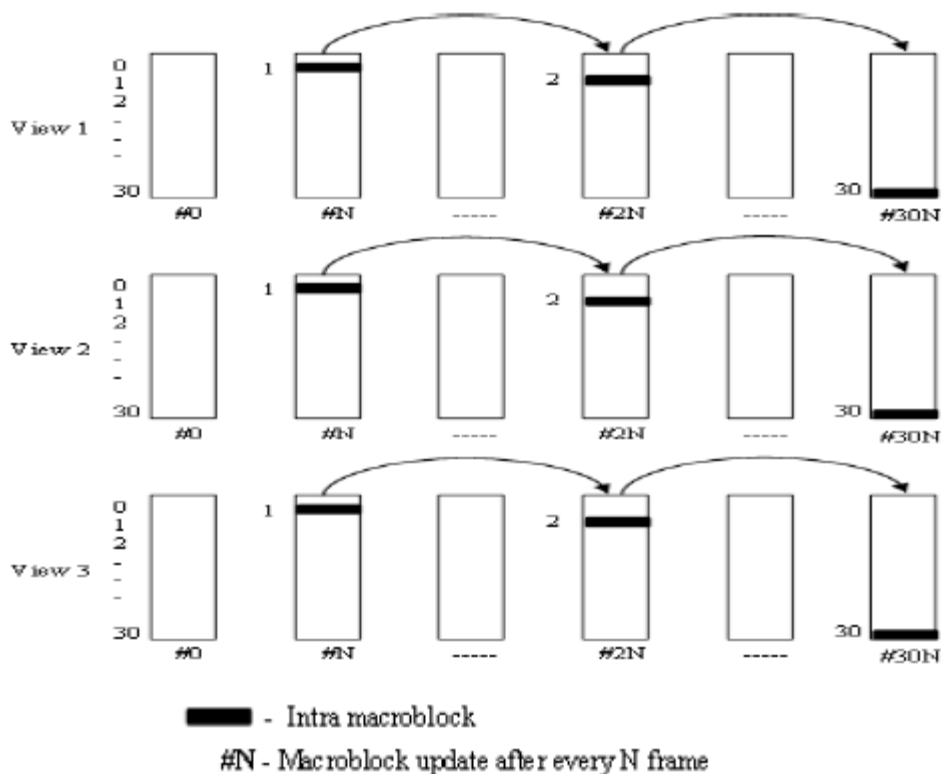 0
1
1
2
2
View 1
-
-
-
30
30
#0
#N
-----
#2N
-----
#30N
0
1
1
2
2
View 2
-
-
-
30
30
#0
#N
-----
#2N
-----
#30N
0
1
1
2
2
-
View 3
-
-
30
30
#0
#N
-----
#2N
-----
#30N
- Intra macroblock
#N - Macroblock update after every N frame